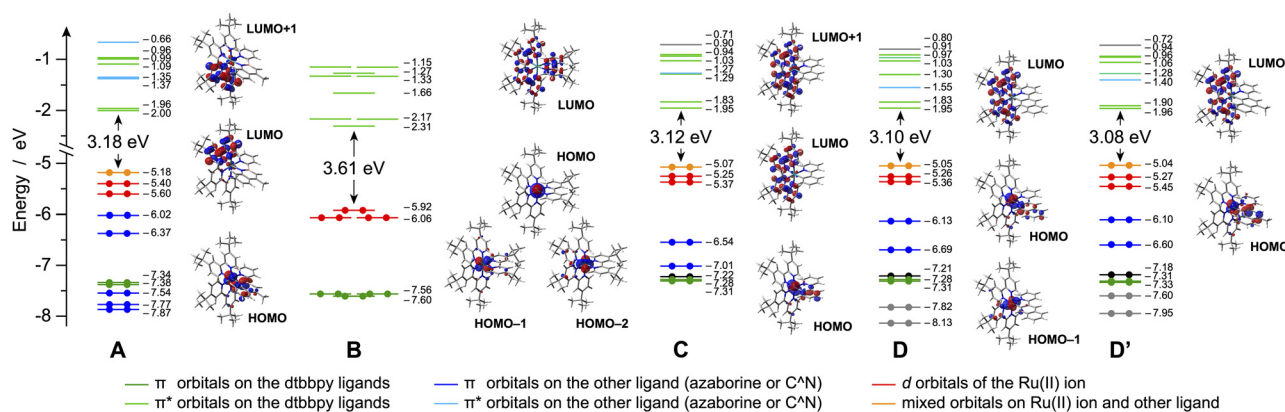 Energy / eV
-1
-2
-5
-6
-7
-8
−0.66
−0.96
−0.99
−1.09
−1.35
−1.37
−1.96
−2.00
3.18 eV
−5.18
−5.40
−5.60
−6.02
−6.37
−7.34
−7.38
−7.54
−7.77
−7.87
A
LUMO+1
LUMO
HOMO
−1.15
−1.27
−1.33
−1.66
−2.17
−2.31
3.61 eV
−5.92
−6.06
−7.56
−7.60
B
LUMO
HOMO
HOMO−1
HOMO−2
−0.71
−0.90
−0.94
−1.03
−1.27
−1.29
−1.83
−1.95
3.12 eV
−5.07
−5.25
−5.37
−6.54
−7.01
−7.22
−7.28
−7.31
C
LUMO+1
LUMO
HOMO
−0.80
−0.91
−0.97
−1.03
−1.30
−1.55
−1.83
−1.95
3.10 eV
−5.05
−5.26
−5.36
−6.13
−6.69
−7.21
−7.28
−7.31
−7.82
−8.13
D
LUMO
HOMO
HOMO−1
−0.72
−0.94
−0.96
−1.06
−1.28
−1.40
−1.90
−1.96
3.08 eV
−5.04
−5.27
−5.45
−6.10
−6.60
−7.18
−7.31
−7.33
−7.60
−7.95
D’
LUMO
HOMO
π orbitals on the dtbbpy ligands
π* orbitals on the dtbbpy ligands
π orbitals on the other ligand (azaborine or C^N)
π* orbitals on the other ligand (azaborine or C^N)
d orbitals of the Ru(II) ion
mixed orbitals on Ru(II) ion and other ligand